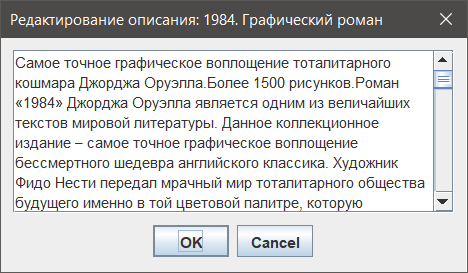 Редактирование описания: 1984. Графический роман
Самое точное графическое воплощение тоталитарного
кошмара Джорджа Оруэлла.Более 1500 рисунков.Роман
«1984» Джорджа Оруэлла является одним из величайших
текстов мировой литературы. Данное коллекционное
издание – самое точное графическое воплощение
бессмертного шедевра английского классика. Художник
Фидо Нести передал мрачный мир тоталитарного общества
будущего именно в той цветовой палитре, которую
OK
Cancel